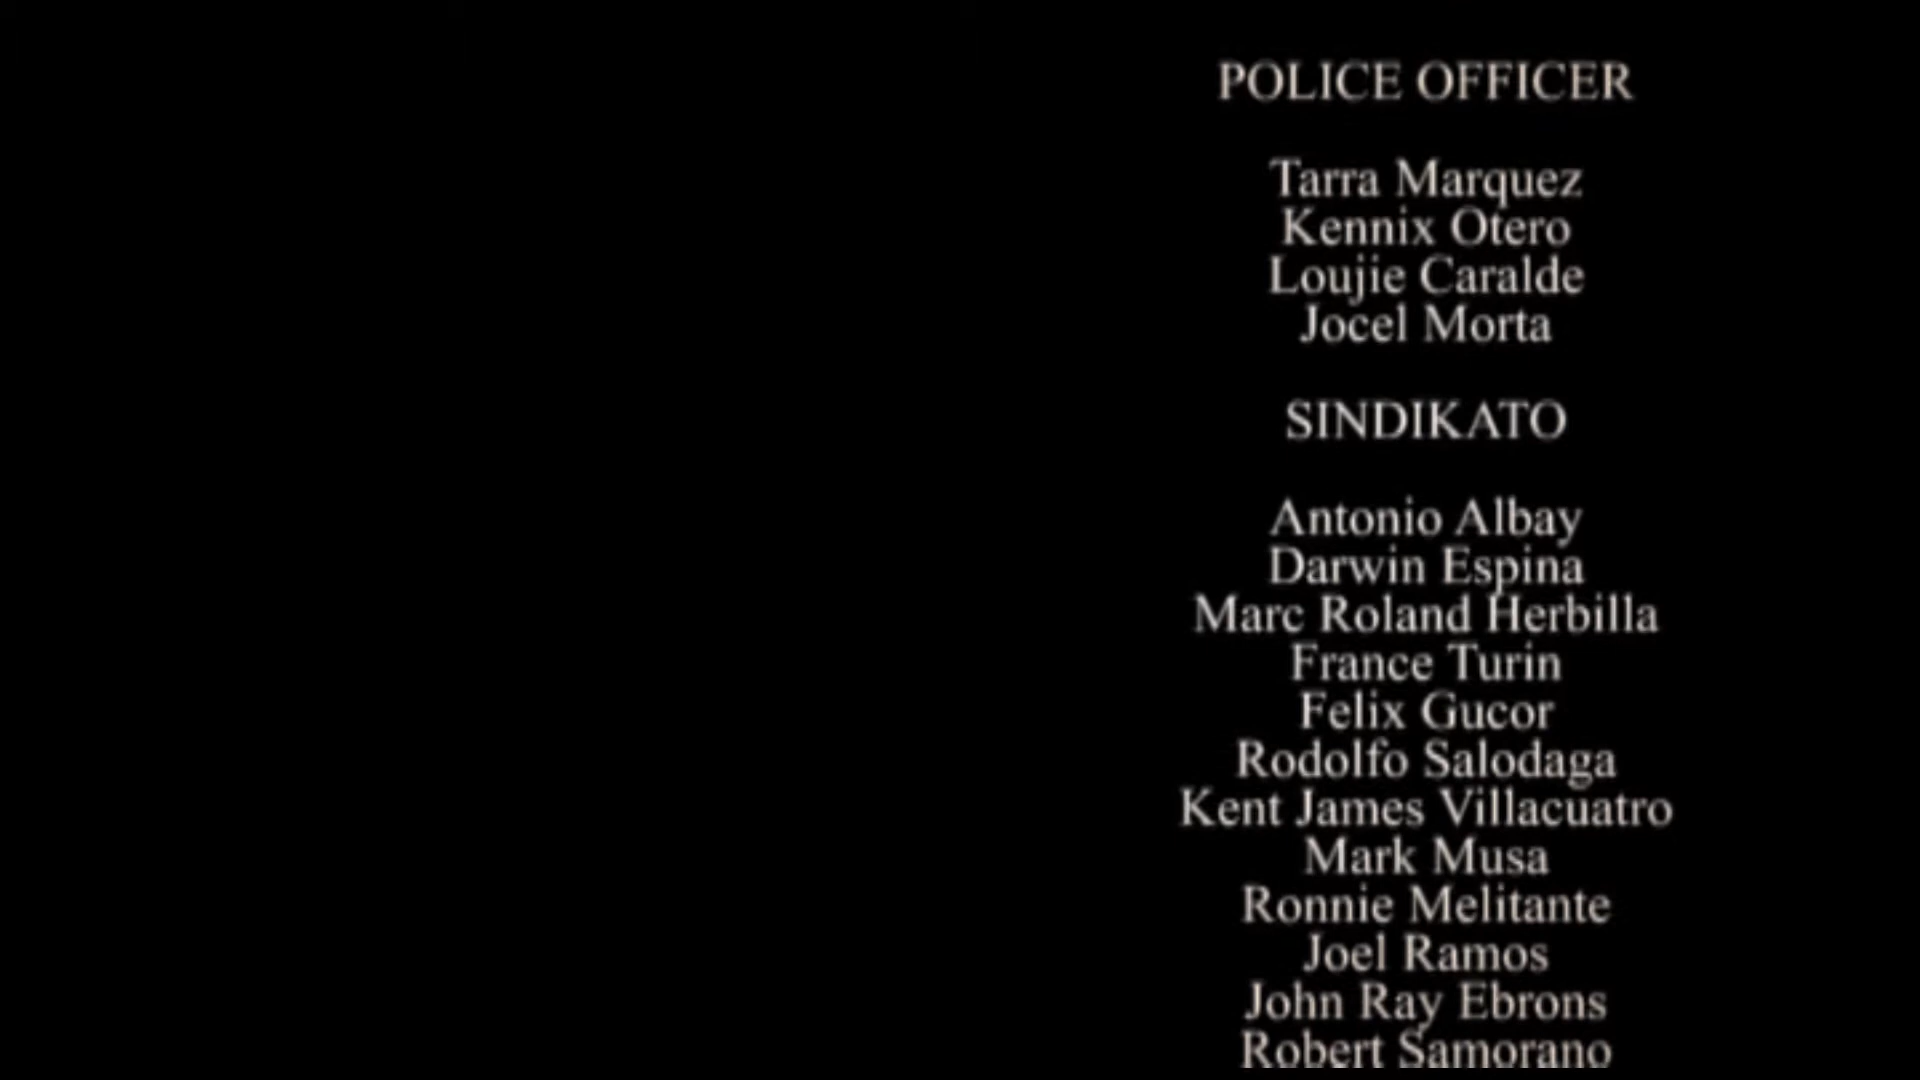 POLICE OFFICER
Tarra Marquez
Kennix Otero
Loujie Caralde
Jocel Morta
SINDIKATO
Antonio Albay
Darwin Espina
Marc Roland Herbilla
France Turin
Felix Gucor
Rodolfo Salodaga
Kent James Villacuatro
Mark Musa
Ronnie Melitante
Joel Ramos
John Ray Ebrons
Robert Samorano